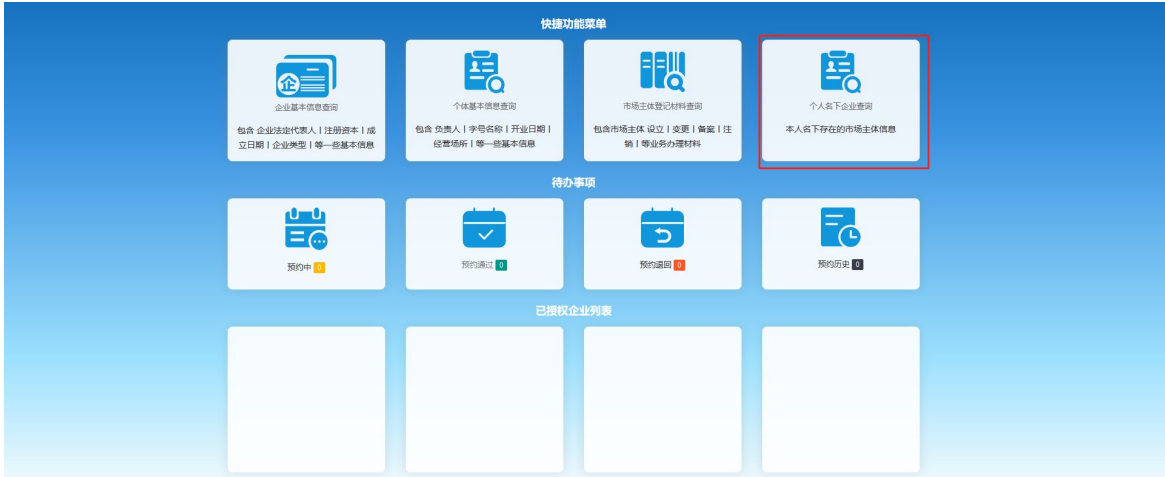 快捷功能菜单
企
企业基本信息查询
包含 企业法定代表人 | 注册资本 | 成
立日期 | 企业类型 | 等一些基本信息
个体基本信息查询
包含 负责人 | 字号名称 | 开业日期 |
经营场所 | 等一些基本信息
市场主体登记材料查询
包含市场主体 设立 | 变更 | 备案 | 注
销 | 等业务办理材料
个人名下企业查询
本人名下存在的市场主体信息
待办事项
预约中 0
预约通过 0
预约退回 0
预约历史 0
已授权企业列表